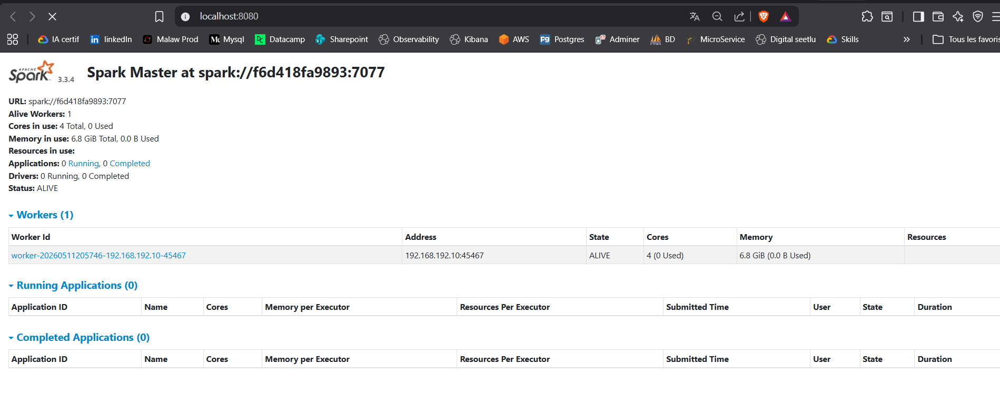 localhost:8080
IA certif linkedIn Malaw Prod Mysql Datacamp Sharepoint Observability Kibana AWS Postgres Adminer BD MicroService Digital seetlu Skills » Tous les favoris
APACHE Spark 3.3.4 Spark Master at spark://f6d418fa9893:7077
URL: spark://f6d418fa9893:7077
Alive Workers: 1
Cores in use: 4 Total, 0 Used
Memory in use: 6.8 GiB Total, 0.0 B Used
Resources in use:
Applications: 0 Running, 0 Completed
Drivers: 0 Running, 0 Completed
Status: ALIVE
Workers (1)
Worker Id Address State Cores Memory Resources
worker-20260511205746-192.168.192.10-45467 192.168.192.10:45467 ALIVE 4 (0 Used) 6.8 GiB (0.0 B Used)
Running Applications (0)
Application ID Name Cores Memory per Executor Resources Per Executor Submitted Time User State Duration
Completed Applications (0)
Application ID Name Cores Memory per Executor Resources Per Executor Submitted Time User State Duration